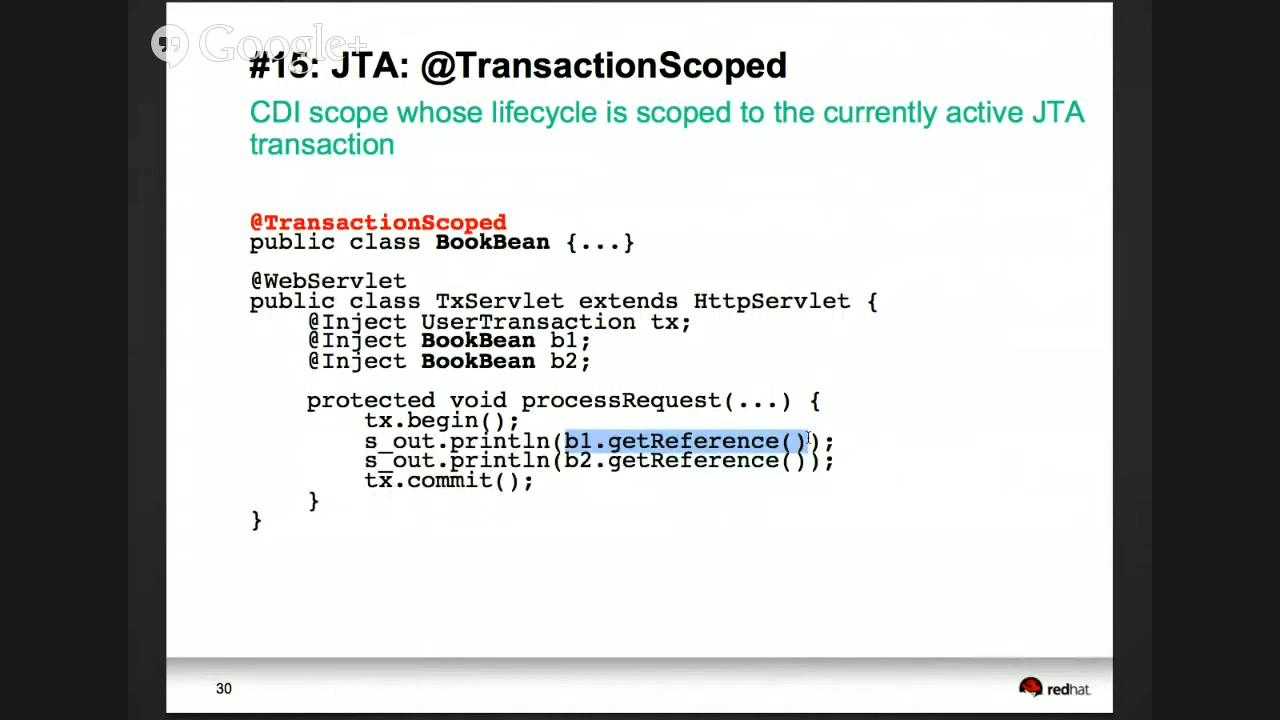 Google+
#15: JTA: @TransactionScoped
CDI scope whose lifecycle is scoped to the currently active JTA
transaction
@TransactionScoped
public class BookBean {...}
@WebServlet
public class TxServlet extends HttpServlet {
@Inject UserTransaction tx;
@Inject BookBean b1;
@Inject BookBean b2;
protected void processRequest(...) {
tx.begin();
s_out.println(b1.getReference());
s_out.println(b2.getReference());
tx.commit();
}
}
30
redhat.